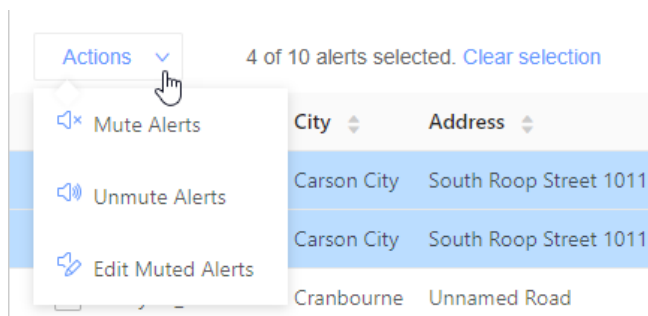 Actions 4 of 10 alerts selected. Clear selection
Mute Alerts City Address
Unmute Alerts Carson City South Roop Street 1011
Carson City South Roop Street 1011
Edit Muted Alerts
Cranbourne Unnamed Road